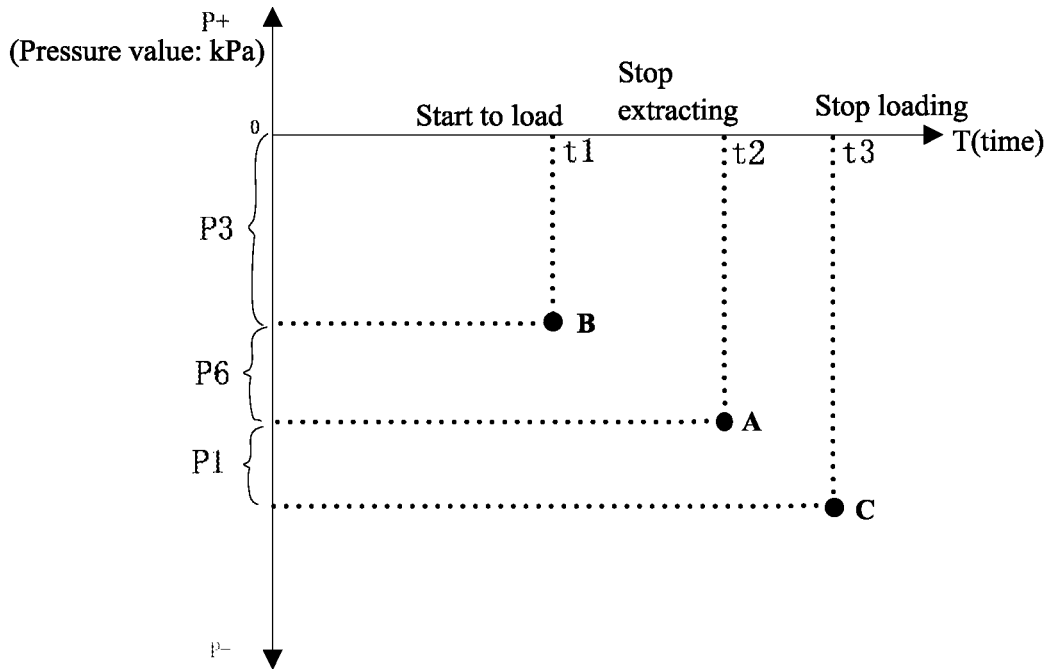 P+
(Pressure value: kPa)
Stop
extracting
Start to load
Stop loading
0
T(time)
t1
t2
t3
P3
B
P6
A
P1
C
P-